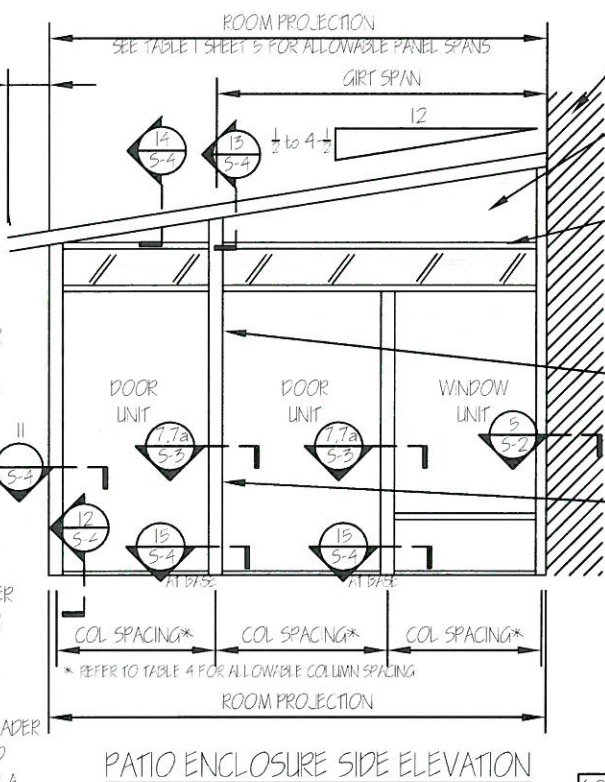 ROOM PROJECTION
SEE TABLE 1 SHEET 5 FOR ALLOWABLE PANEL SPANS
GIRT SPAN
12
1/2 to 4-1/2
14
S-4
13
S-4
DOOR
UNIT
DOOR
UNIT
WINDOW
UNIT
11
S-4
7,7a
S-3
7,7a
S-3
5
S-2
12
S-4
15
S-4
15
S-4
AT BASE
AT BASE
COL SPACING*
COL SPACING*
COL SPACING*
* REFER TO TABLE 4 FOR ALLOWABLE COLUMN SPACING
ROOM PROJECTION
PATIO ENCLOSURE SIDE ELEVATION